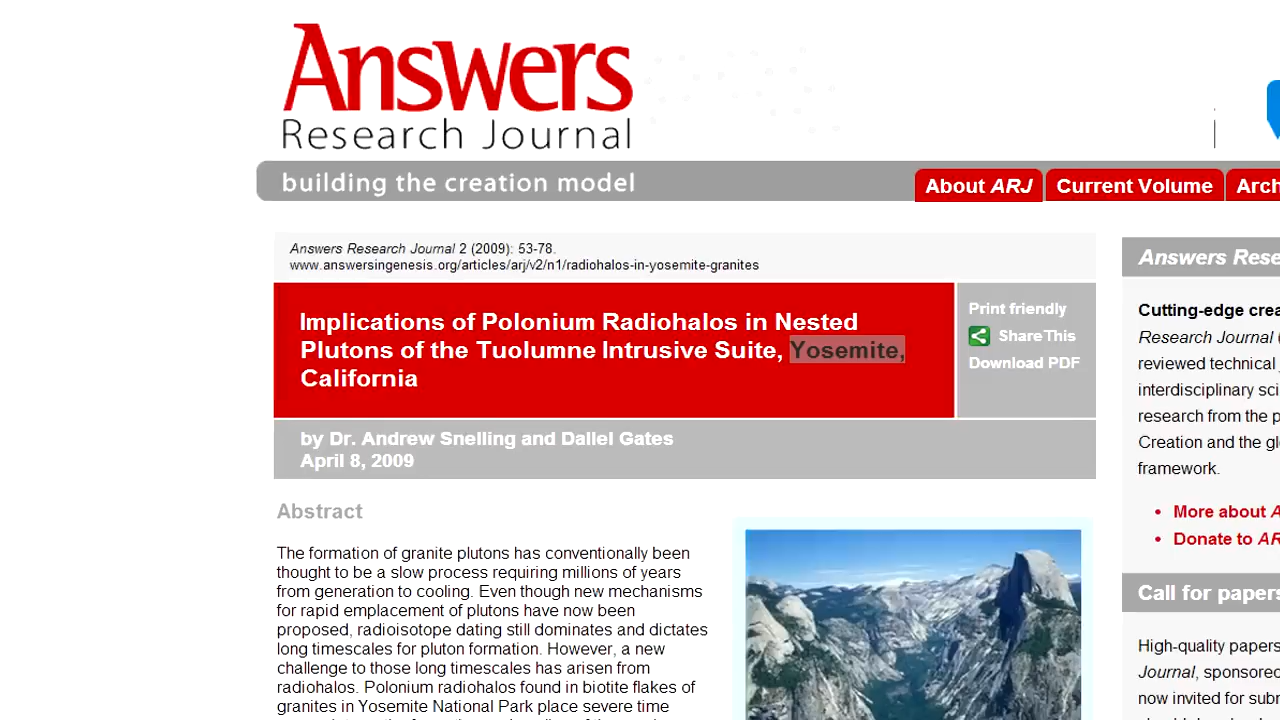 Answers
Research Journal
building the creation model
About ARJ
Current Volume
Arch
Answers Research Journal 2 (2009): 53-78.
www.answersingenesis.org/articles/arj/v2/n1/radiohalos-in-yosemite-granites
Implications of Polonium Radiohalos in Nested
Plutons of the Tuolumne Intrusive Suite, Yosemite,
California
Print friendly
ShareThis
Download PDF
by Dr. Andrew Snelling and Dallel Gates
April 8, 2009
Abstract
The formation of granite plutons has conventionally been
thought to be a slow process requiring millions of years
from generation to cooling. Even though new mechanisms
for rapid emplacement of plutons have now been
proposed, radioisotope dating still dominates and dictates
long timescales for pluton formation. However, a new
challenge to those long timescales has arisen from
radiohalos. Polonium radiohalos found in biotite flakes of
granites in Yosemite National Park place severe time
Answers Rese
Cutting-edge crea
Research Journal (
reviewed technical
interdisciplinary sci
research from the p
Creation and the gl
framework.
• More about A
• Donate to AR
Call for papers
High-quality papers
Journal, sponsored
now invited for subr